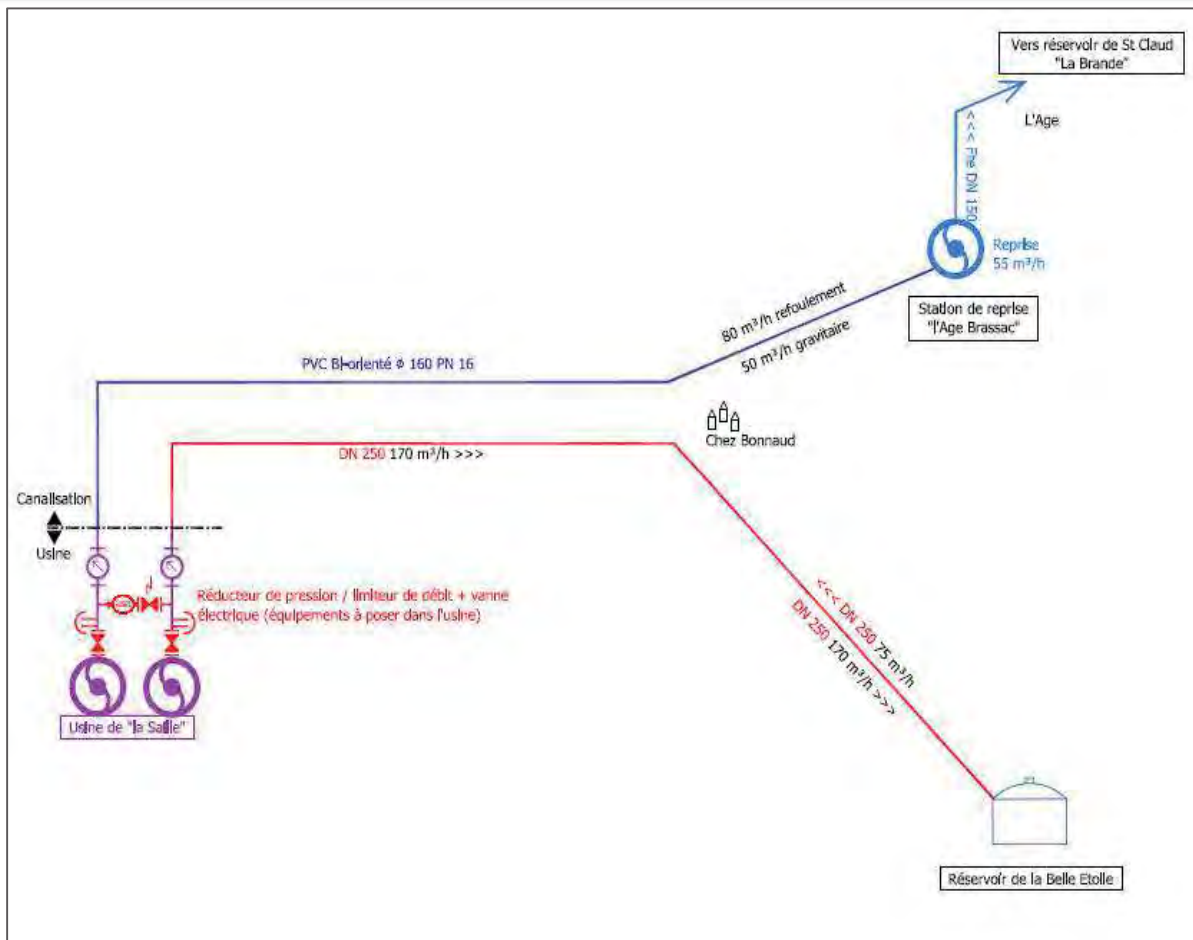 Vers réservoir de St Claud
"La Brande"
L'Age
<<< Fne DN 150
Reprise
55 m³/h
Station de reprise
"l'Age Brassac"
80 m³/h refoulement
50 m³/h gravitaire
PVC Bi-orienté Φ 160 PN 16
Chez Bonnaud
DN 250 170 m³/h >>>
Canalisation
Usine
Réducteur de pression / limiteur de débit + vanne
électrique (équipements à poser dans l'usine)
<<< DN 250 75 m³/h
DN 250 170 m³/h >>>
Usine de "la Saille"
Réservoir de la Belle Etoile